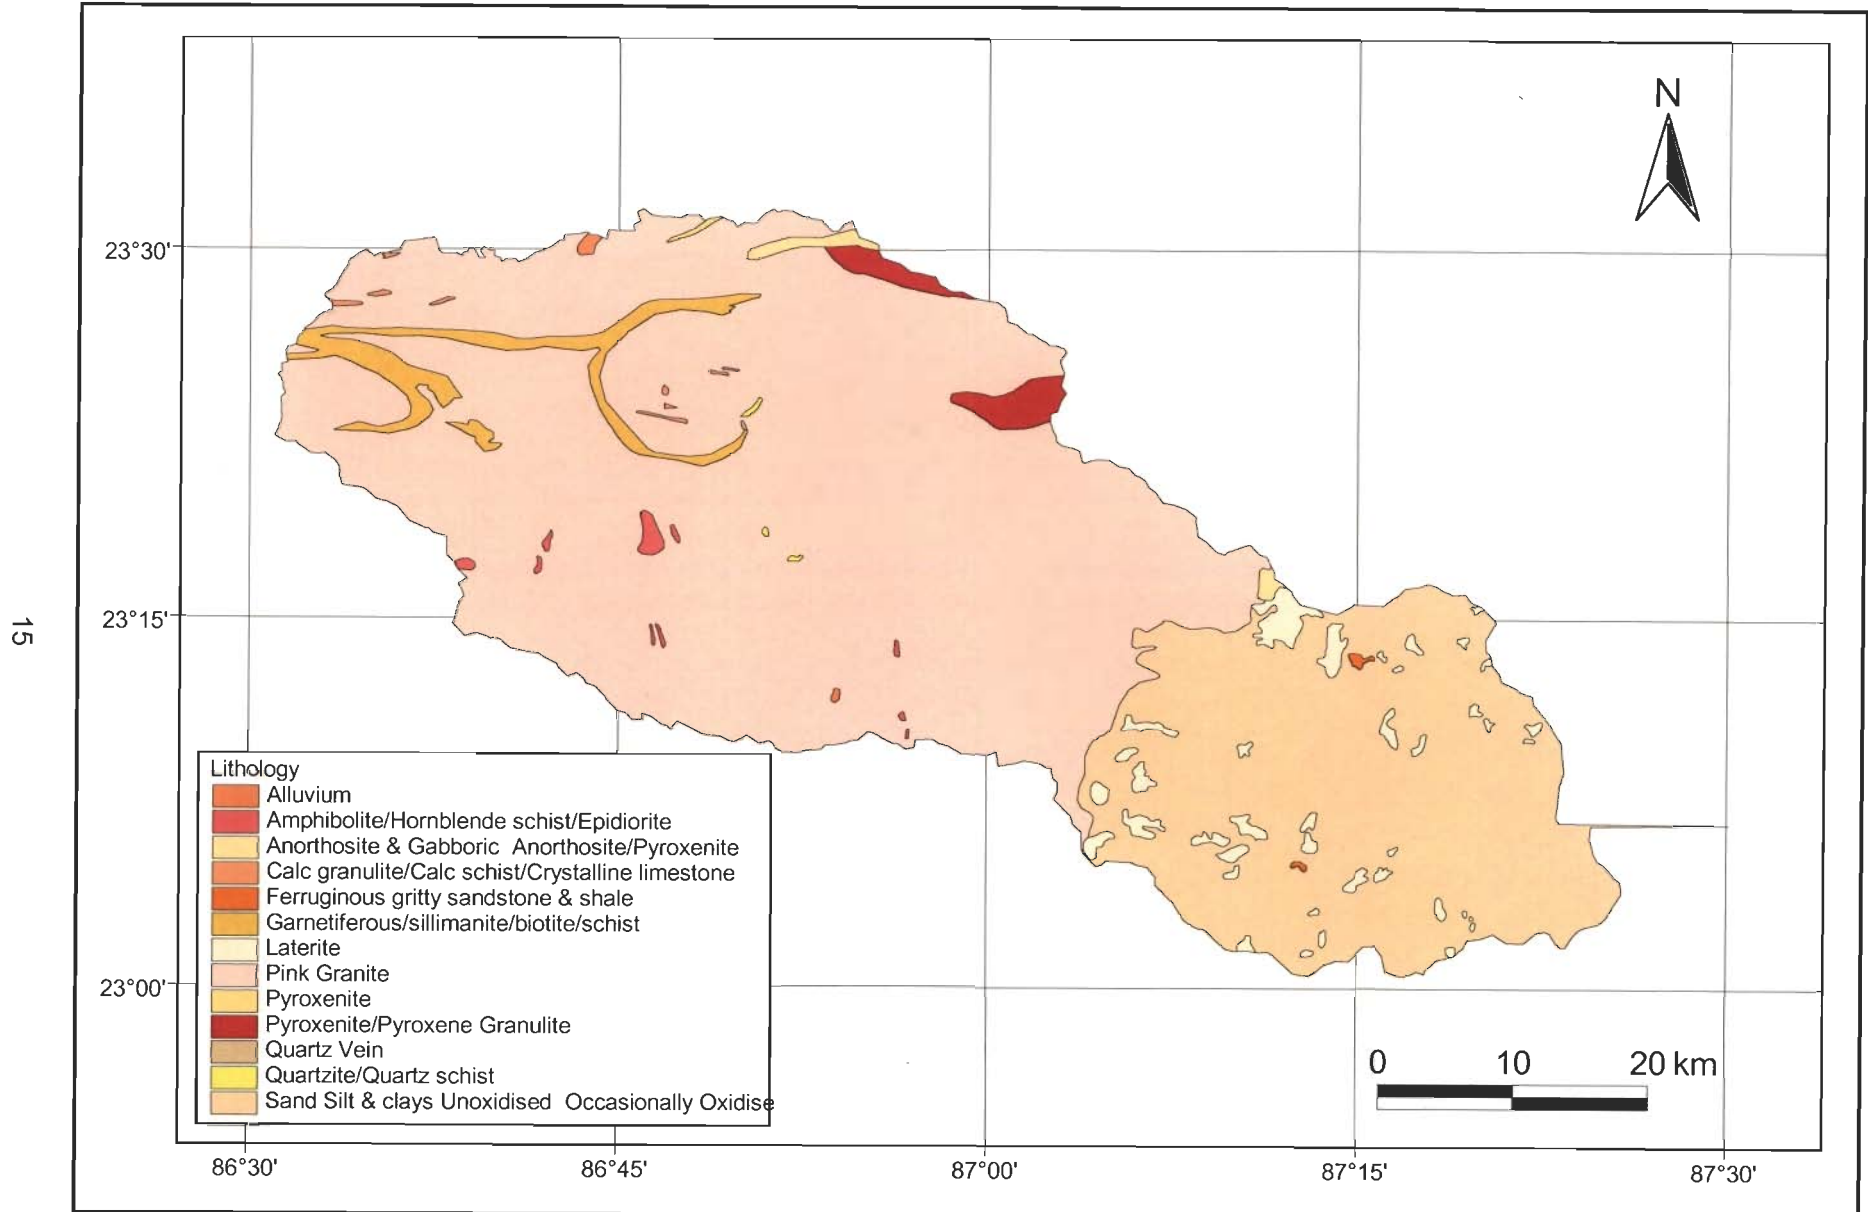 N
23°30'
23°15'
15
Lithology
Alluvium
Amphibolite/Hornblende schist/Epidiorite
Anorthosite & Gabboric Anorthosite/Pyroxenite
Calc granulite/Calc schist/Crystalline limestone
Ferruginous gritty sandstone & shale
Garnetiferous/sillimanite/biotite/schist
Laterite
Pink Granite
23°00'
Pyroxenite
Pyroxenite/Pyroxene Granulite
Quartz Vein
Quartzite/Quartz schist
Sand Silt & clays Unoxidised Occasionally Oxidise
0 10 20 km
86°30' 86°45' 87°00' 87°15' 87°30'